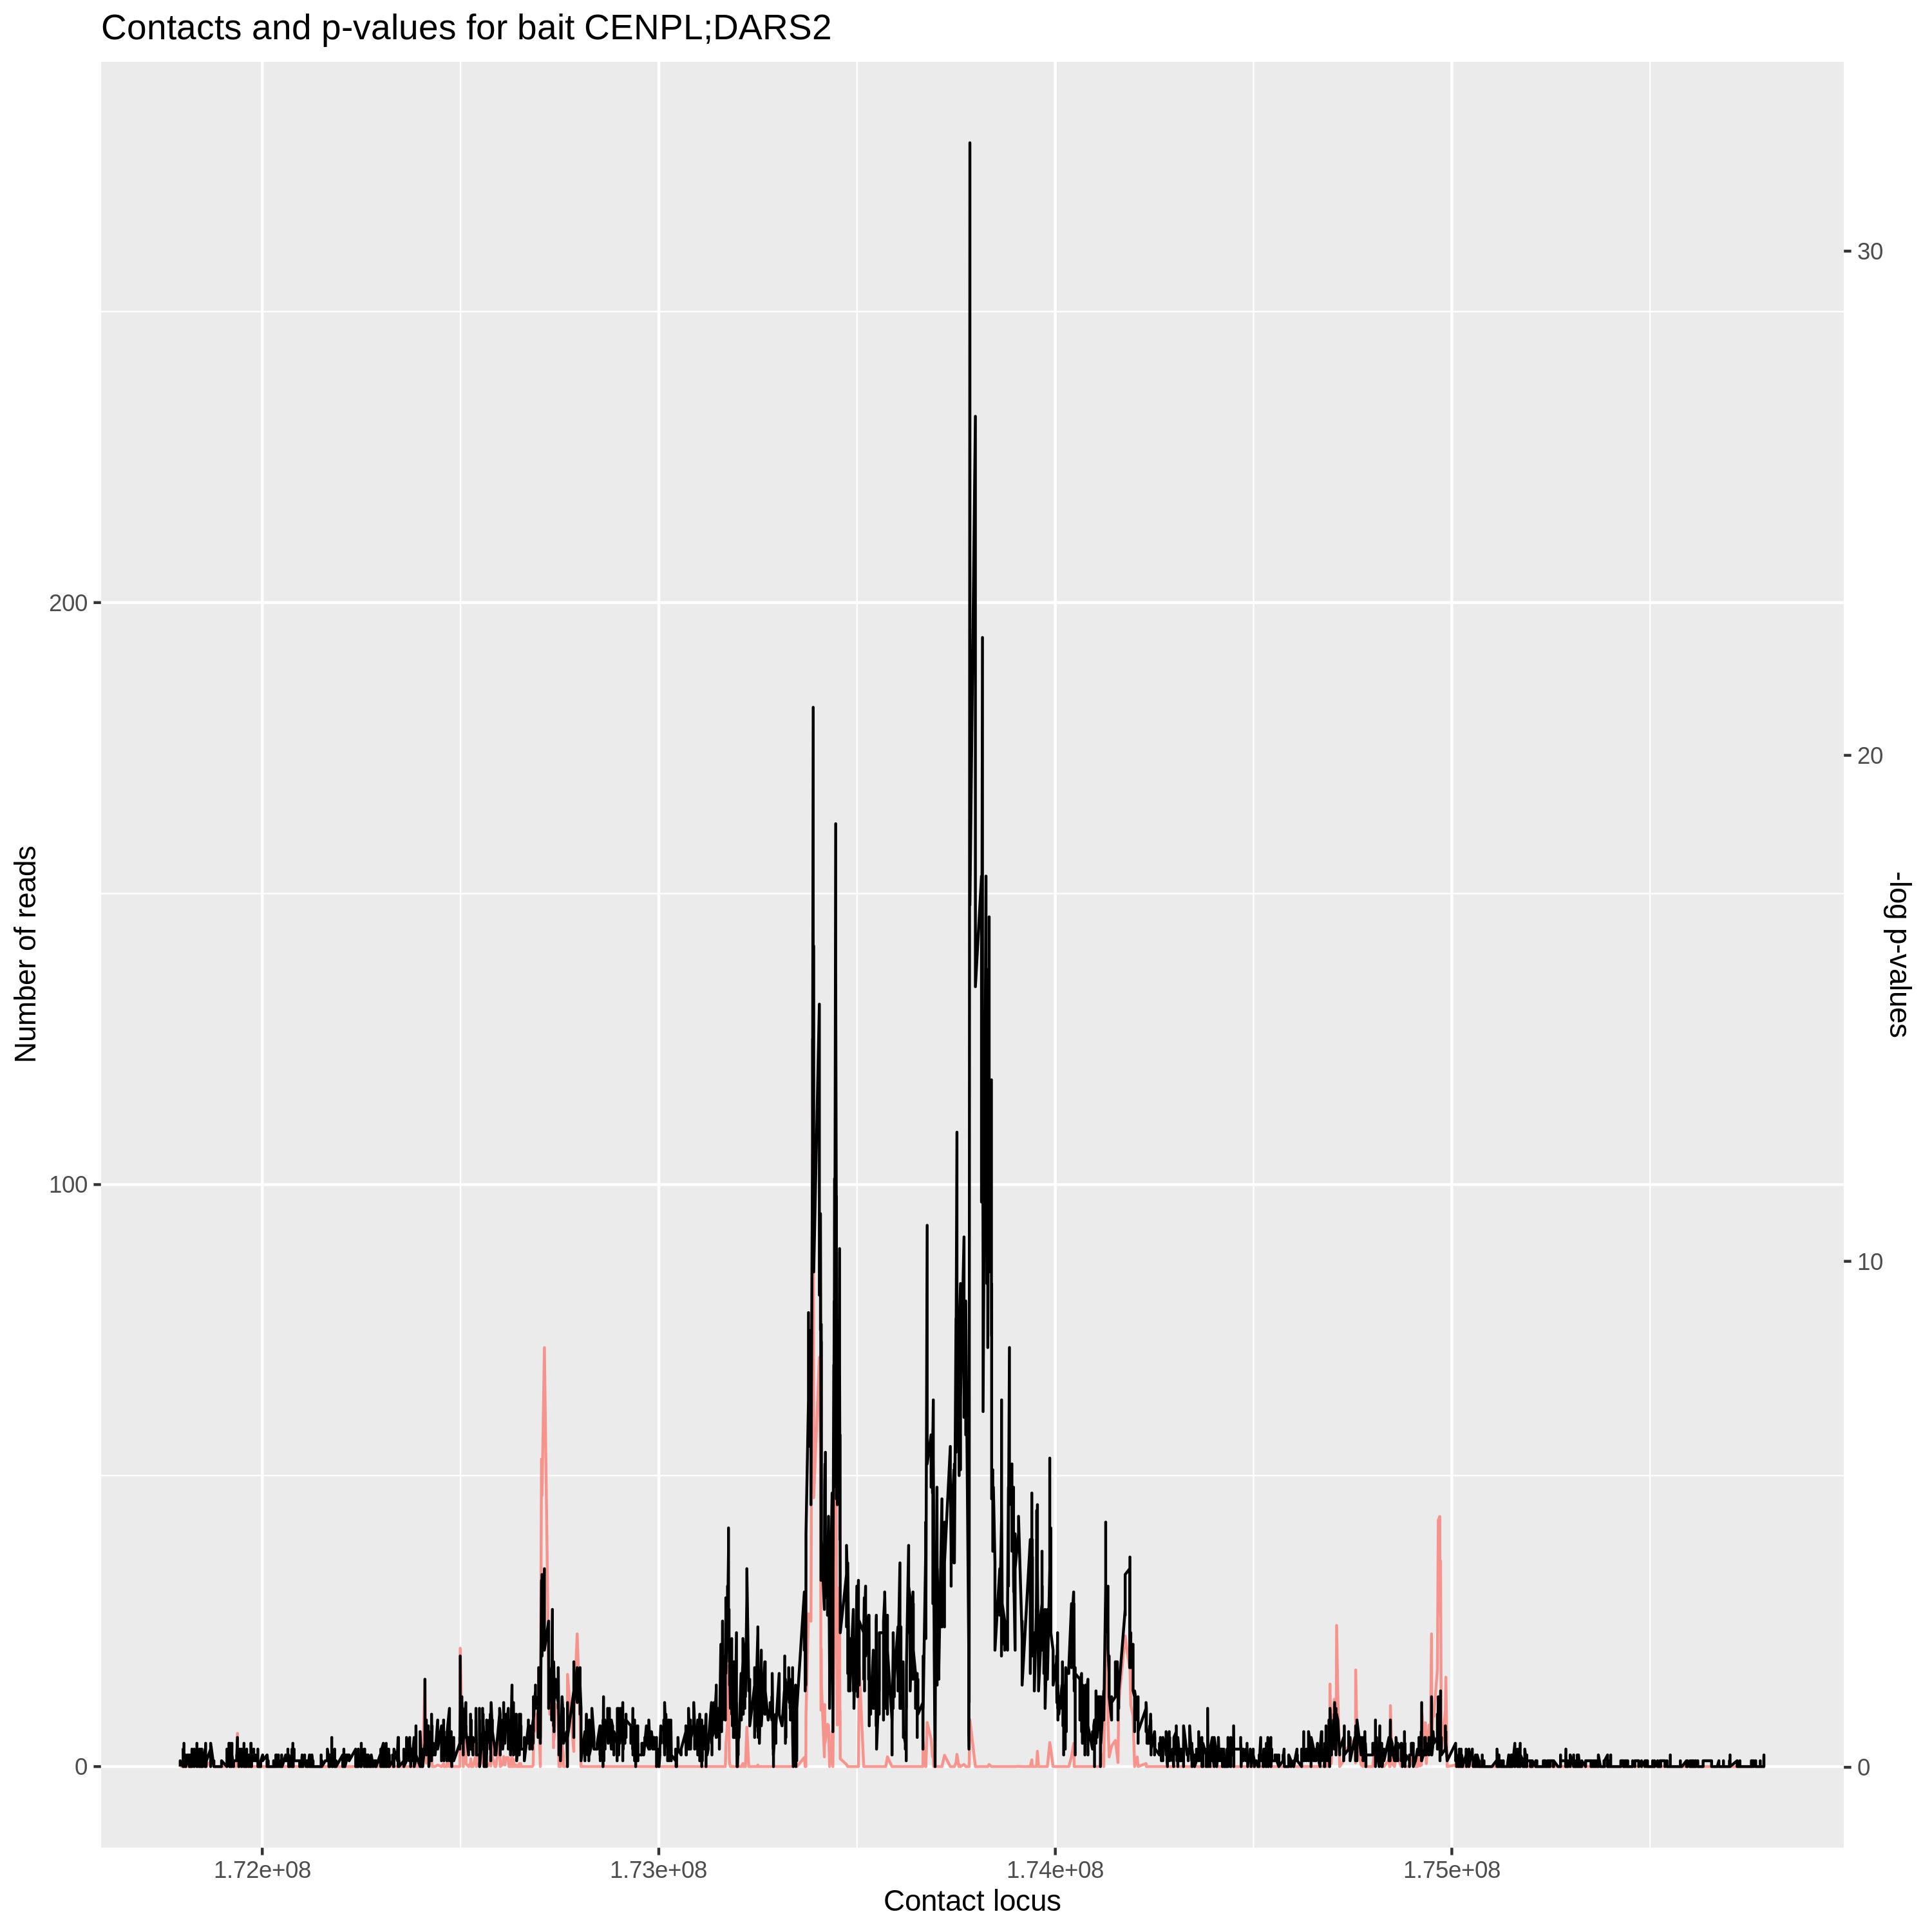 Contacts and p-values for bait CENPL;DARS2
Number of reads
200
100
0
30
20
10
0
-log p-values
1.72e+08 1.73e+08 1.74e+08 1.75e+08
Contact locus